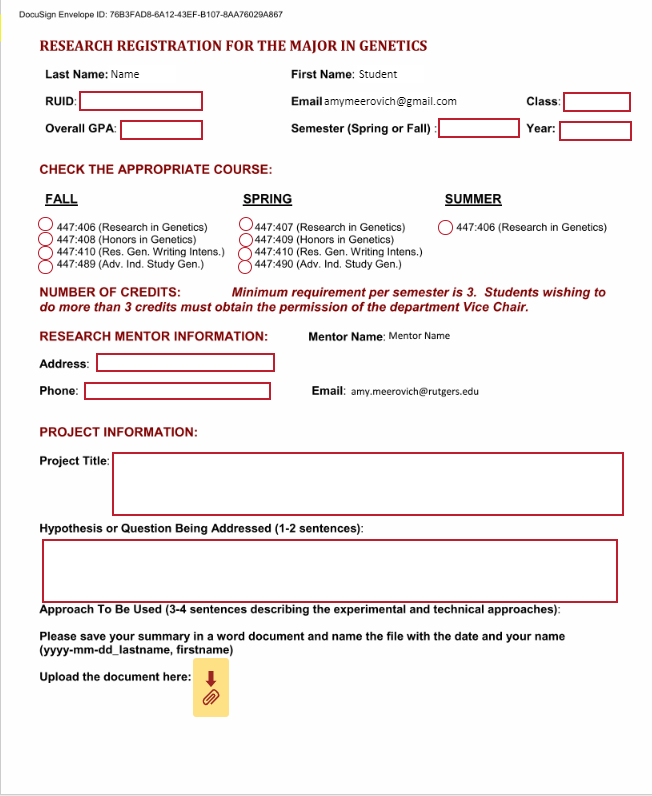 DocuSign Envelope ID: 76B3FAD8-6A12-43EF-B107-8AA76029A867
RESEARCH REGISTRATION FOR THE MAJOR IN GENETICS
Last Name: Name First Name: Student
RUID: Email amymeerovich@gmail.com Class:
Overall GPA: Semester (Spring or Fall) : Year:
CHECK THE APPROPRIATE COURSE:
FALL SPRING SUMMER
447:406 (Research in Genetics) 447:407 (Research in Genetics) 447:406 (Research in Genetics)
447:408 (Honors in Genetics) 447:409 (Honors in Genetics)
447:410 (Res. Gen. Writing Intens.) 447:410 (Res. Gen. Writing Intens.)
447:489 (Adv. Ind. Study Gen.) 447:490 (Adv. Ind. Study Gen.)
NUMBER OF CREDITS: Minimum requirement per semester is 3. Students wishing to
do more than 3 credits must obtain the permission of the department Vice Chair.
RESEARCH MENTOR INFORMATION: Mentor Name: Mentor Name
Address:
Phone: Email: amy.meerovich@rutgers.edu
PROJECT INFORMATION:
Project Title:
Hypothesis or Question Being Addressed (1-2 sentences):
Approach To Be Used (3-4 sentences describing the experimental and technical approaches):
Please save your summary in a word document and name the file with the date and your name
(yyyy-mm-dd_lastname, firstname)
Upload the document here: